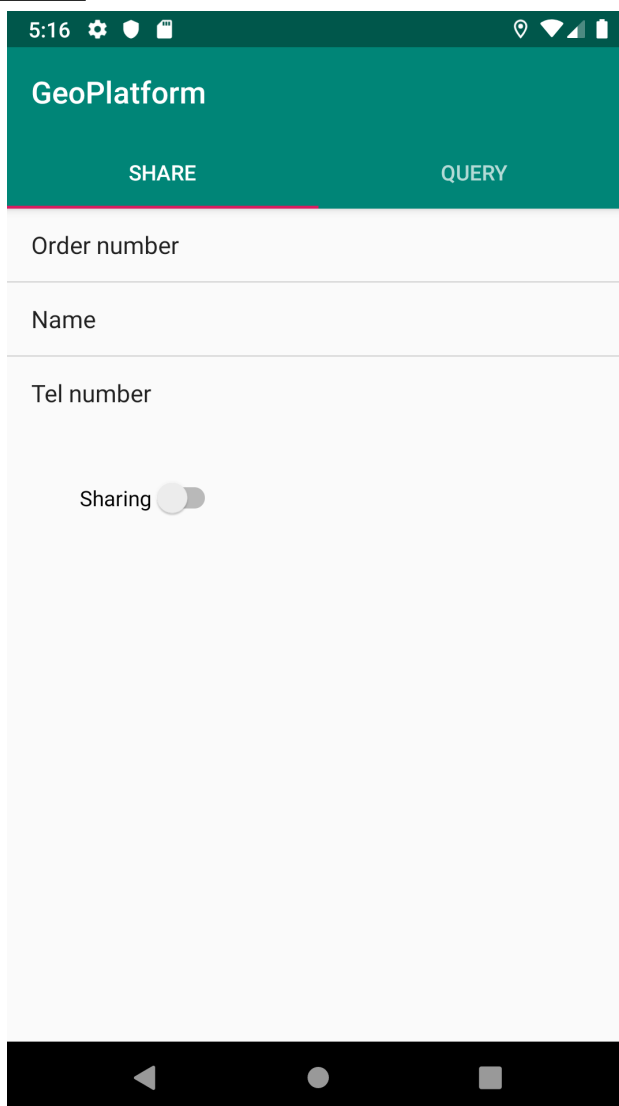 5:16
GeoPlatform
SHARE QUERY
Order number
Name
Tel number
Sharing